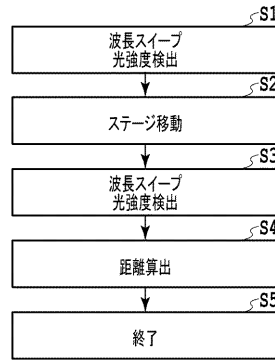 S1
波長スイープ
光強度検出
S2
ステージ移動
S3
波長スイープ
光強度検出
S4
距離算出
S5
終了